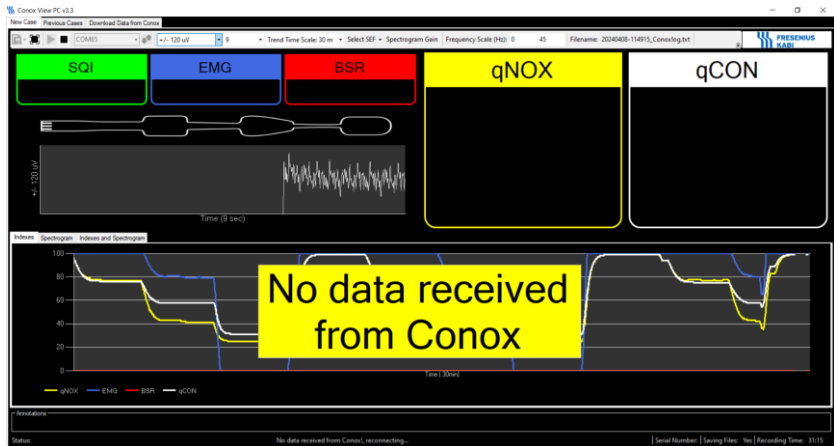 Conox View PC v3.3
New Case Previous Cases Download Data from Conox
COM65 +/- 120 uV 9 Trend Time Scale: 30 m Select SEF Spectrogram Gain Frequency Scale (Hz): 0 45 Filename: 20240408-114915_Conoxlog.txt FRESENIUS
KABI
SQI EMG BSR qNOX qCON
+/- 120 uV
Time (9 sec)
Indexes Spectrogram Indexes and Spectrogram
100
80
60
40
20
0
No data received
from Conox
Time ( 30min)
qNOX EMG BSR qCON
Annotations
Status: No data received from Conox!, reconnecting... Serial Number: Saving Files: Yes Recording Time: 31:15